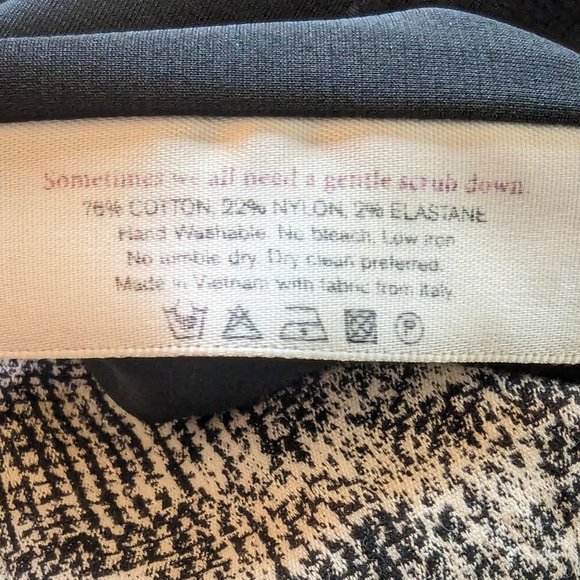 Sometimes we all need a gentle scrub down.
76% COTTON, 22% NYLON, 2% ELASTANE
Hand Washable. No bleach, Low iron
No tumble dry. Dry clean preferred.
Made in Vietnam with fabric from Italy.
P